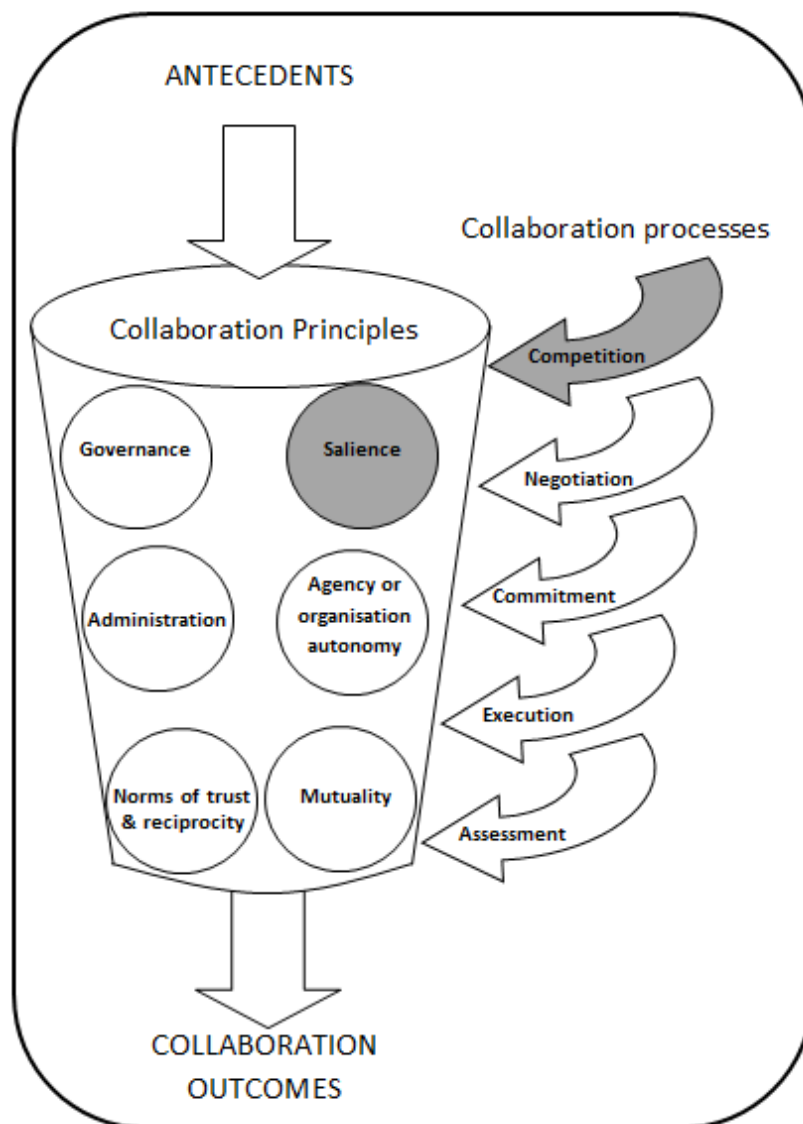 ANTECEDENTS
Collaboration processes
Collaboration Principles
Competition
Governance
Salience
Negotiation
Administration
Agency or
organisation
autonomy
Commitment
Execution
Norms of trust
& reciprocity
Mutuality
Assessment
COLLABORATION
OUTCOMES